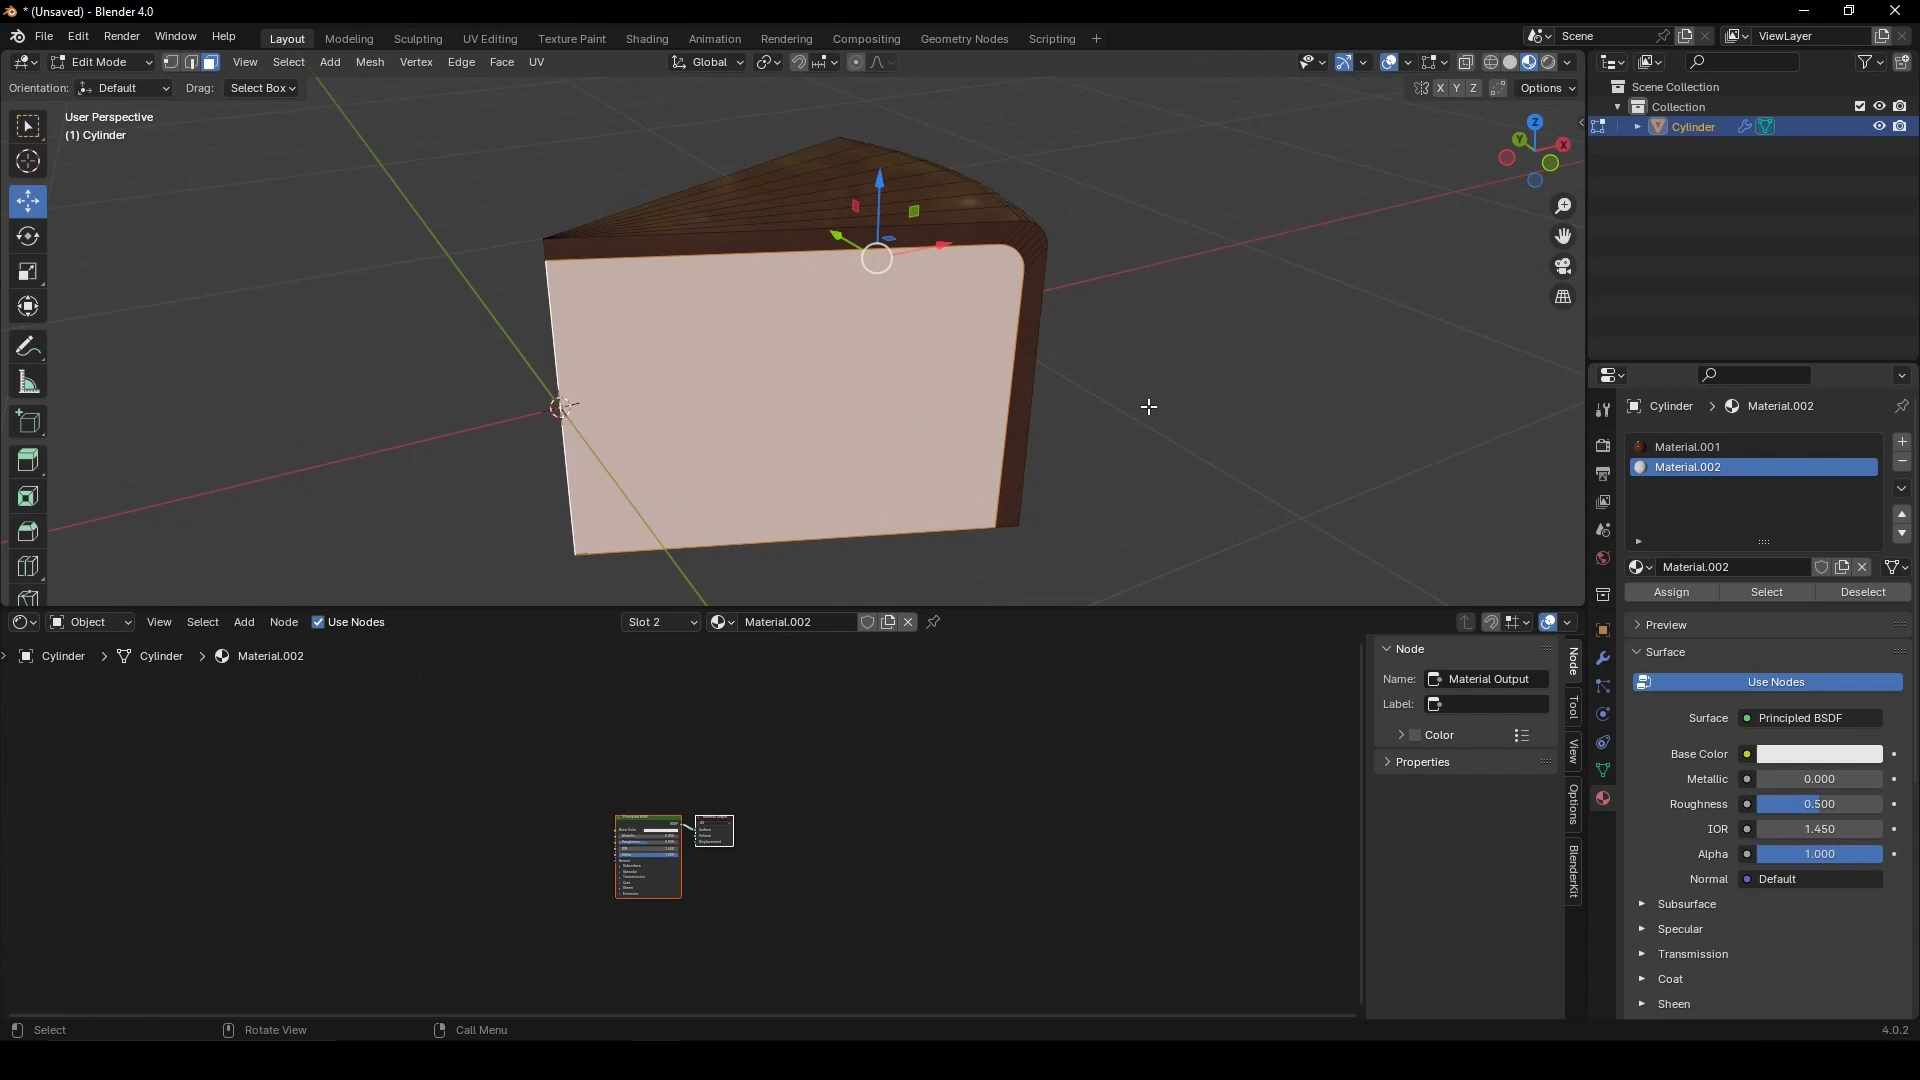 * (Unsaved) - Blender 4.0
File Edit Render Window Help Layout Modeling Sculpting UV Editing Texture Paint Shading Animation Rendering Compositing Geometry Nodes Scripting + Scene ViewLayer
Edit Mode View Select Add Mesh Vertex Edge Face UV Global
Orientation: Default Drag: Select Box X Y Z Options
User Perspective
(1) Cylinder
Z
Y
X
Scene Collection
Collection
Cylinder
Cylinder > Material.002
Material.001
Material.002
Material.002
Assign Select Deselect
Preview
Surface
Use Nodes
Surface Principled BSDF
Base Color
Metallic 0.000
Roughness 0.500
IOR 1.450
Alpha 1.000
Normal Default
Subsurface
Specular
Transmission
Coat
Sheen
Object View Select Add Node Use Nodes Slot 2 Material.002
Cylinder > Cylinder > Material.002
Node
Name: Material Output
Label:
Color
Properties
Node
Tool
View
Options
BlenderKit
Select Rotate View Call Menu 4.0.2